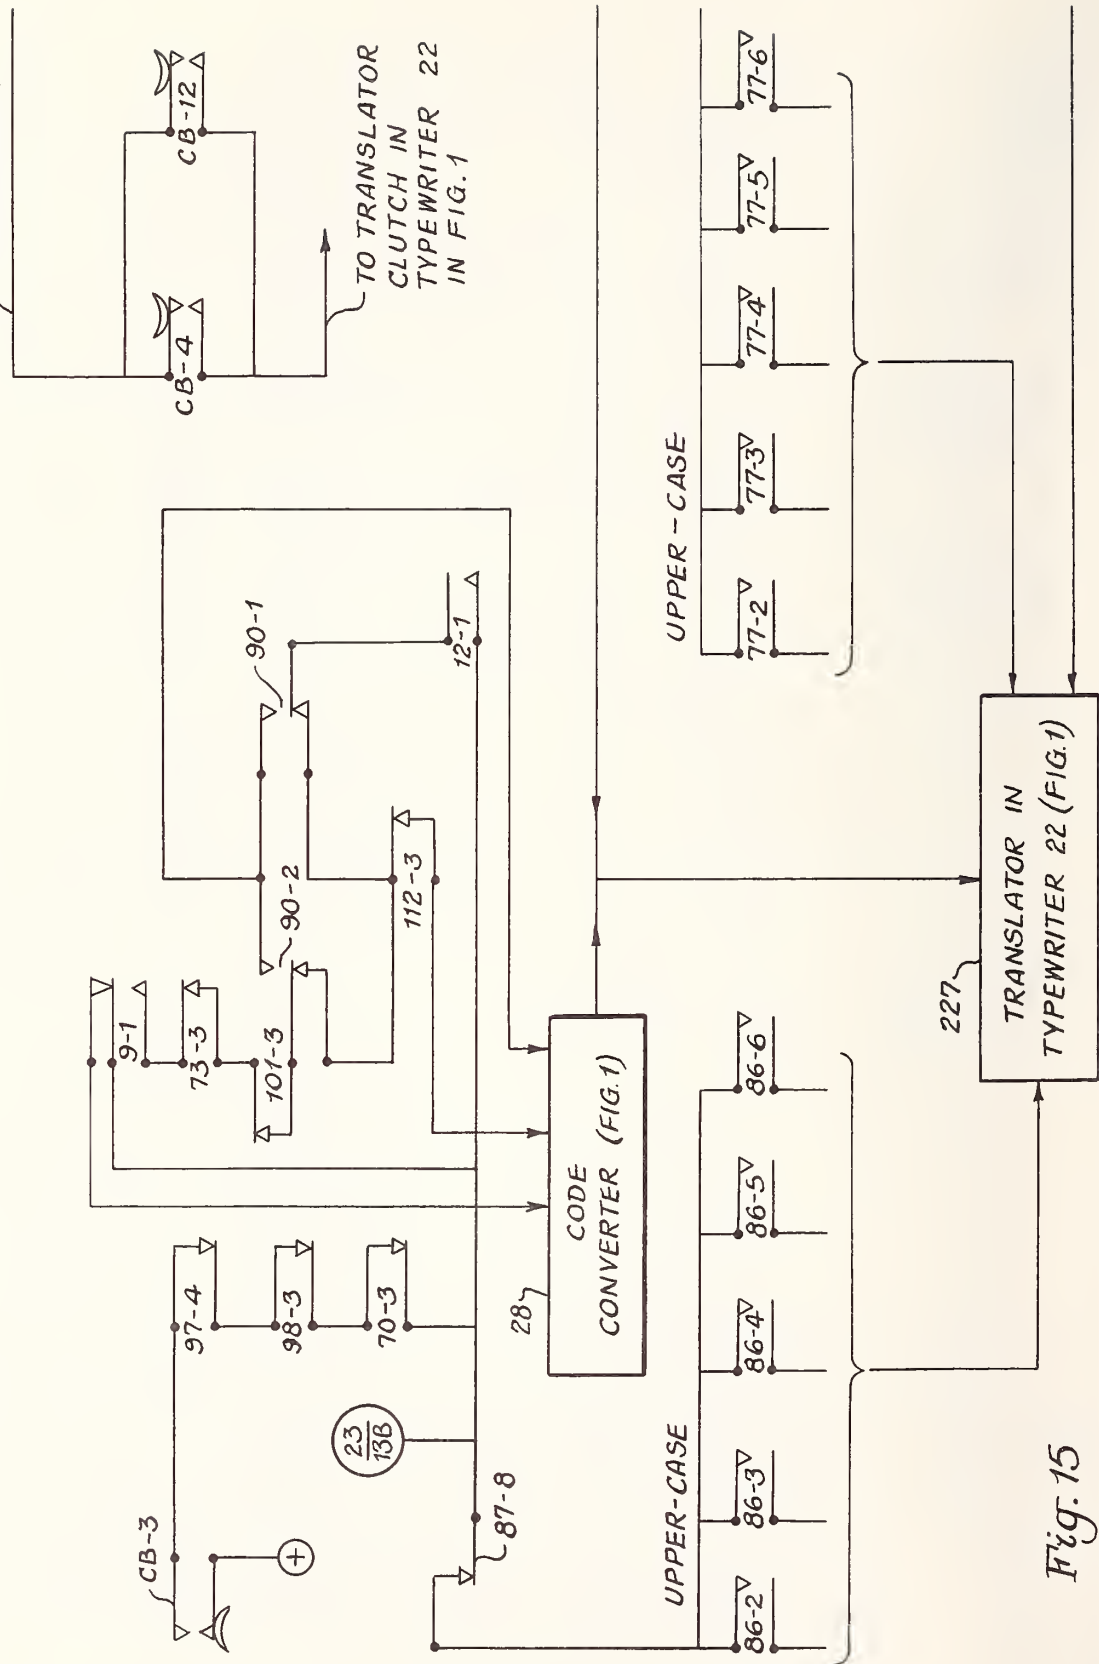 CB-4
CB-12
TO TRANSLATOR
CLUTCH IN
TYPEWRITER 22
IN FIG. 1
CB-3
97-4
98-3
70-3
23
13B
87-8
9-1
73-3
101-3
90-2
90-1
112-3
12-1
28
CODE
CONVERTER (FIG.1)
UPPER-CASE
86-2
86-3
86-4
86-5
86-6
UPPER-CASE
77-2
77-3
77-4
77-5
77-6
227
TRANSLATOR IN
TYPEWRITER 22 (FIG.1)
+
Fig. 15